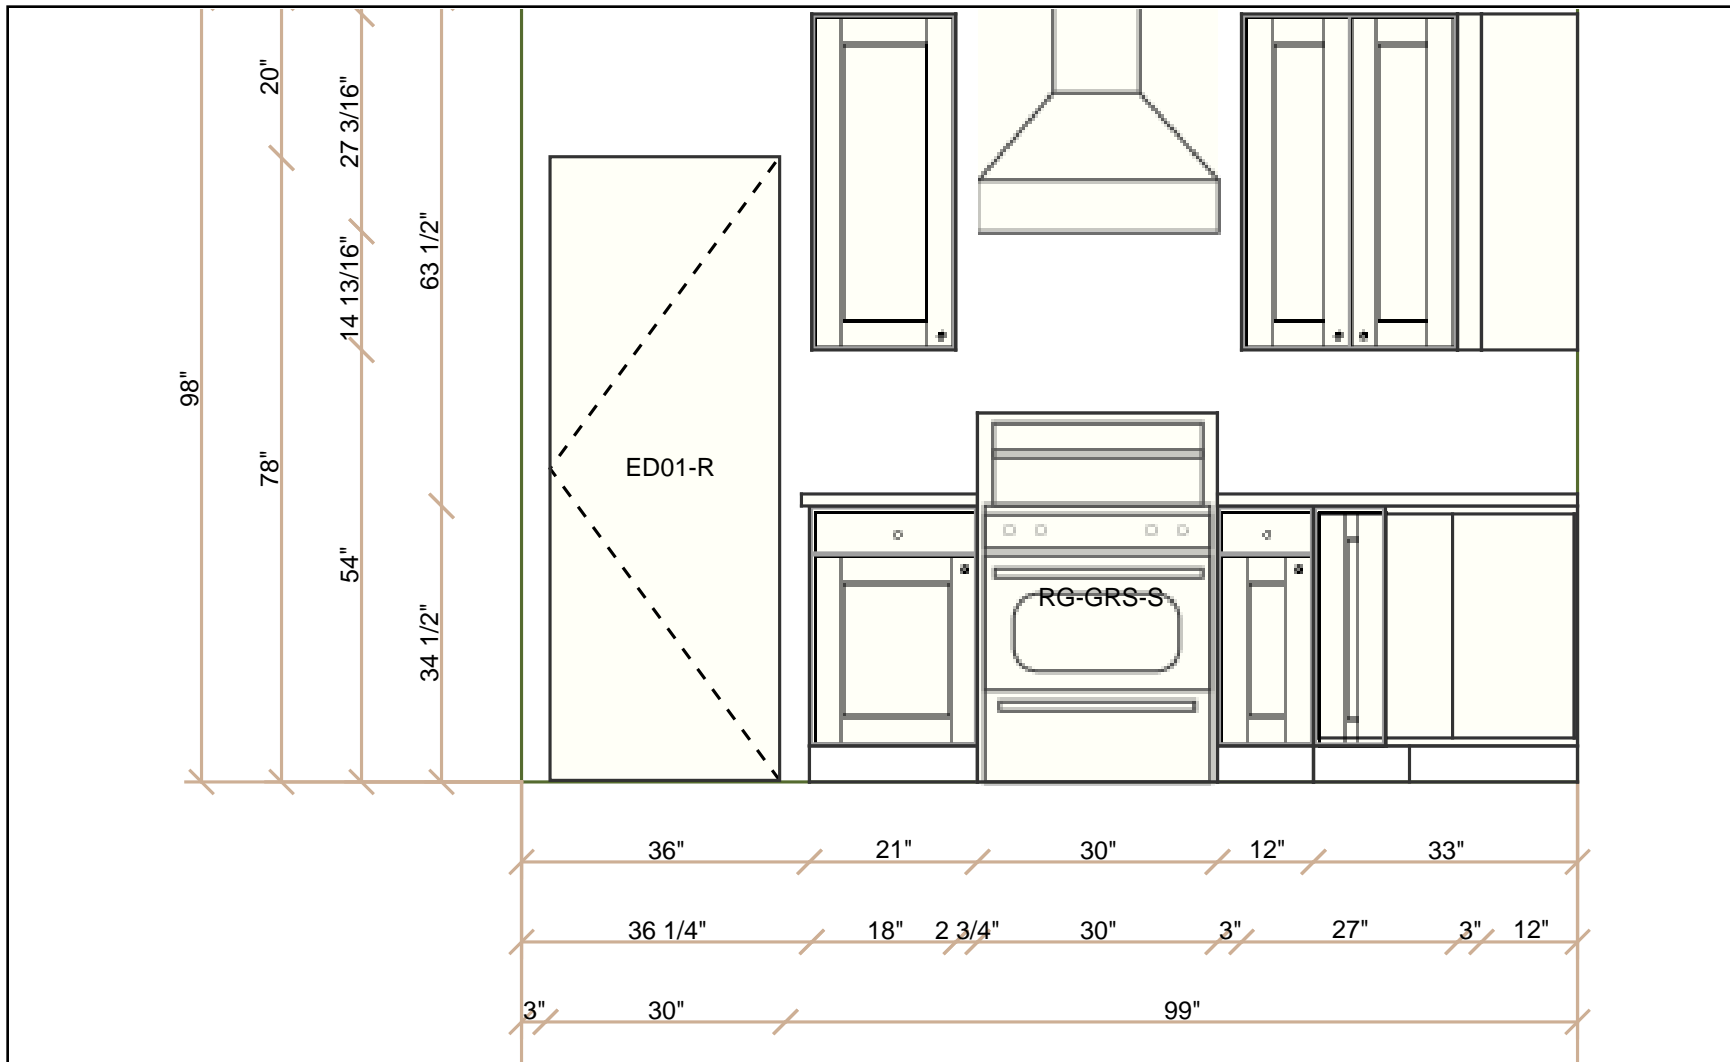 20"
27 3/16"
63 1/2"
14 13/16"
98"
78"
54"
34 1/2"
ED01-R
RG-GRS-S
36" 21" 30" 12" 33"
36 1/4" 18" 2 3/4" 30" 3" 27" 3" 12"
3" 30" 99"